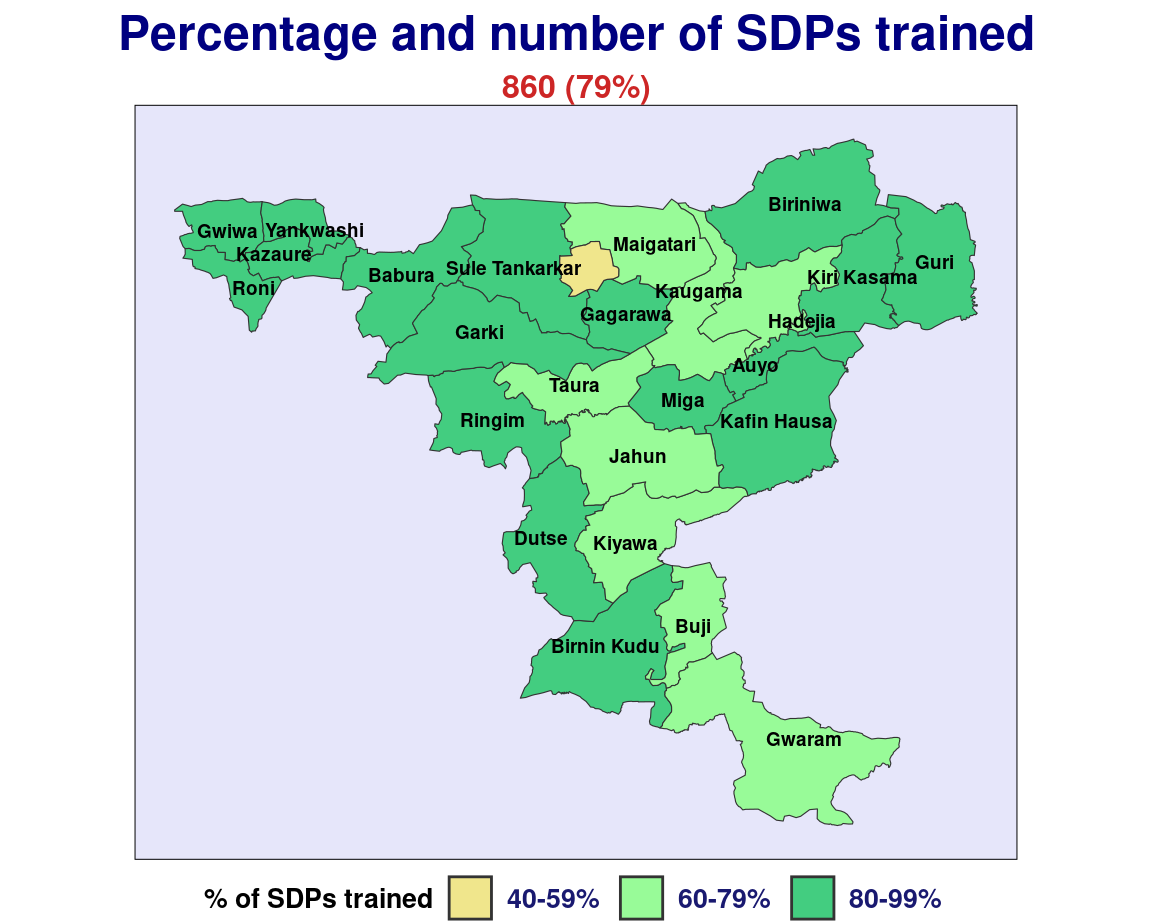 Percentage and number of SDPs trained
860 (79%)
Biriniwa
Gwiwa
Yankwashi
Maigatari
Kazaure
Guri
Sule Tankarkar
Babura
Kiri Kasama
Roni
Kaugama
Gagarawa
Hadejia
Garki
Auyo
Taura
Miga
Ringim
Kafin Hausa
Jahun
Dutse
Kiyawa
Buji
Birnin Kudu
Gwaram
% of SDPs trained 40-59% 60-79% 80-99%